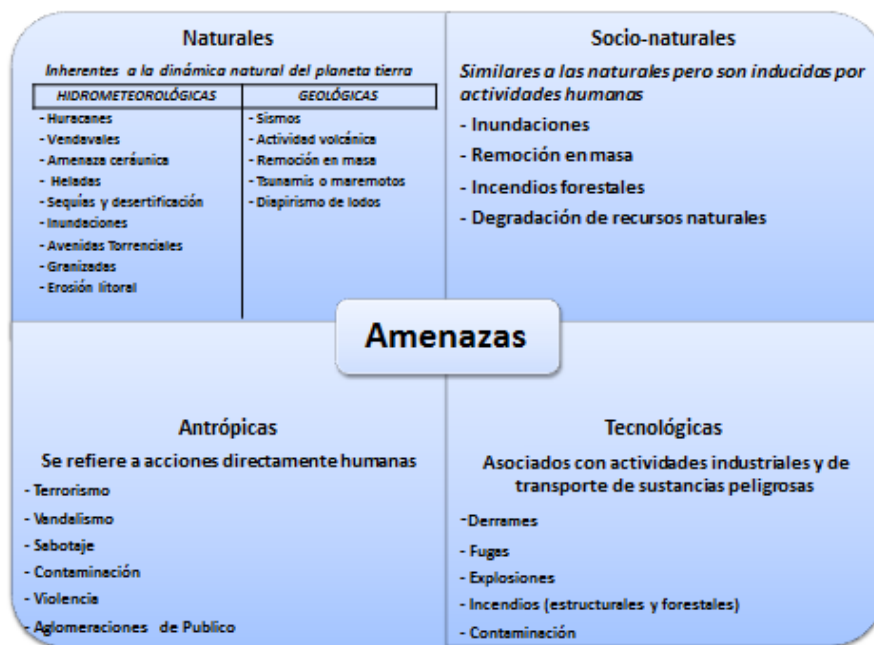 Naturales
Inherentes a la dinámica natural del planeta tierra
HIDROMETEOROLÓGICAS
- Huracanes
- Vendavales
- Amenaza ceráunica
- Heladas
- Sequías y desertificación
- Inundaciones
- Avenidas Torrenciales
- Granizadas
- Erosión litoral
GEOLÓGICAS
- Sismos
- Actividad volcánica
- Remoción en masa
- Tsunamis o maremotos
- Diapirismo de lodos
Socio-naturales
Similares a las naturales pero son inducidas por
actividades humanas
- Inundaciones
- Remoción en masa
- Incendios forestales
- Degradación de recursos naturales
Amenazas
Antrópicas
Se refiere a acciones directamente humanas
- Terrorismo
- Vandalismo
- Sabotaje
- Contaminación
- Violencia
- Aglomeraciones de Publico
Tecnológicas
Asociados con actividades industriales y de
transporte de sustancias peligrosas
-Derrames
- Fugas
- Explosiones
- Incendios (estructurales y forestales)
- Contaminación